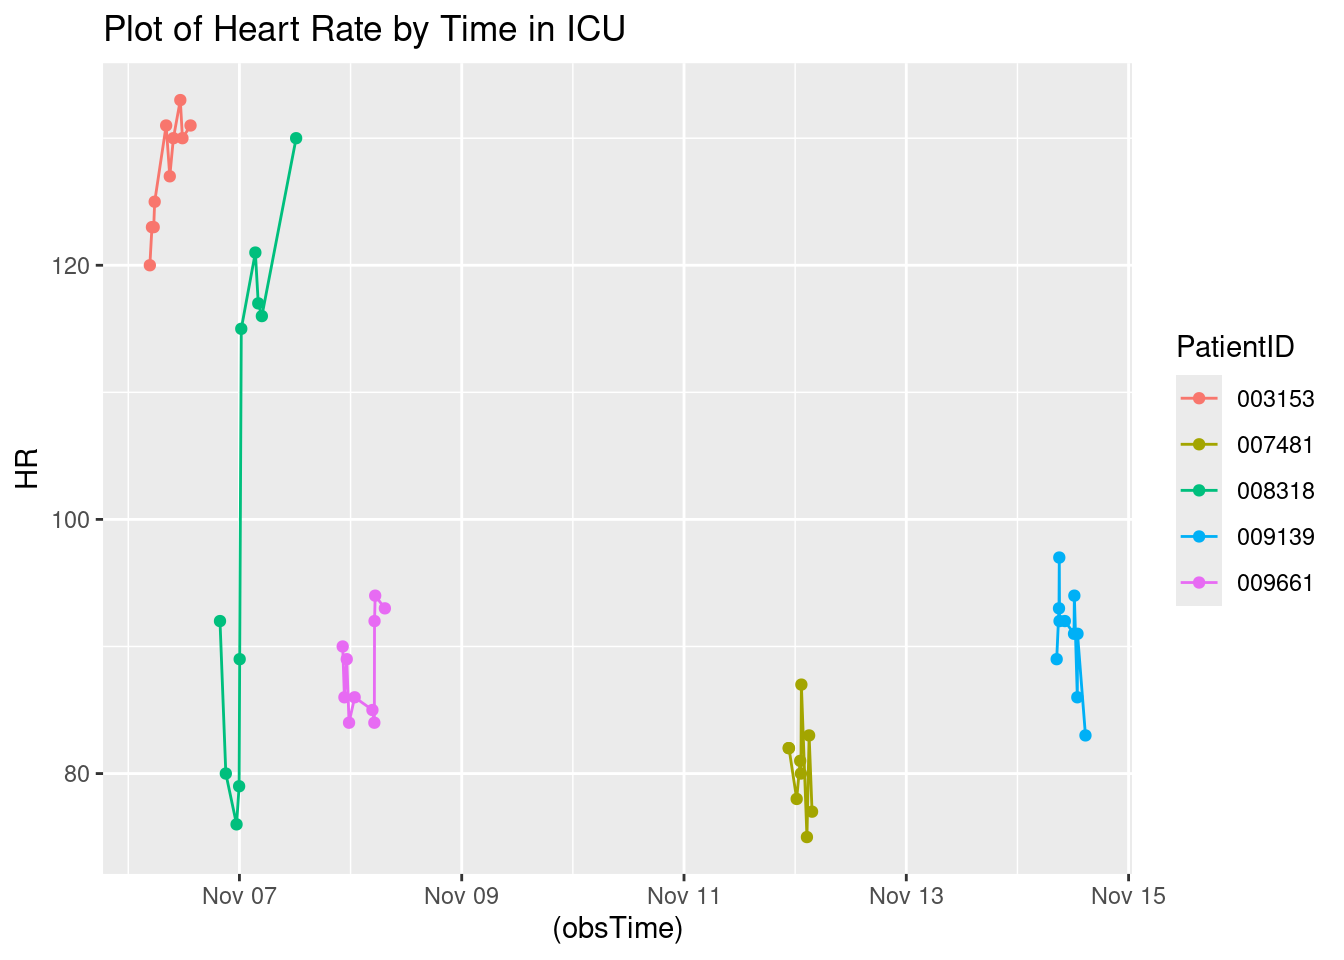 Plot of Heart Rate by Time in ICU
HR
120
100
80
Nov 07
Nov 09
Nov 11
Nov 13
Nov 15
(obsTime)
PatientID
003153
007481
008318
009139
009661